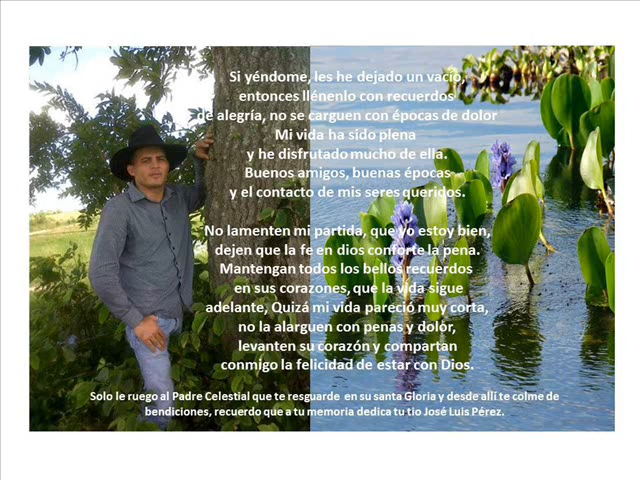 Si yéndome, les he dejado un vacío,
entonces llénenlo con recuerdos
de alegría, no se carguen con épocas de dolor
Mi vida ha sido plena
y he disfrutado mucho de ella.
Buenos amigos, buenas épocas
y el contacto de mis seres queridos.
No lamenten mi partida, que yo estoy bien,
dejen que la fe en dios conforte la pena.
Mantengan todos los bellos recuerdos
en sus corazones, que la vida sigue
adelante, Quizá mi vida pareció muy corta,
no la alarguen con penas y dolor,
levanten su corazón y compartan
conmigo la felicidad de estar con Dios.
Solo le ruego al Padre Celestial que te resguarde en su santa Gloria y desde allí te colme de
bendiciones, recuerdo que a tu memoria dedica tu tio José Luis Pérez.